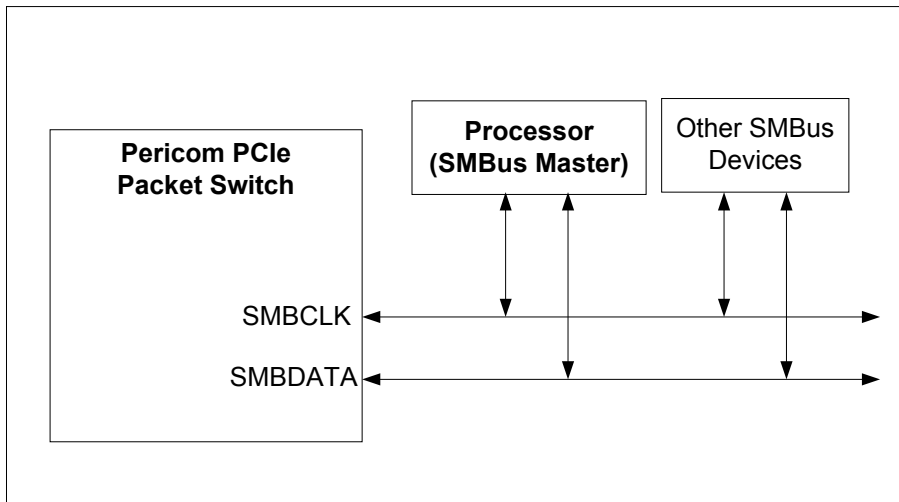 Pericom PCIe
Packet Switch
Processor
(SMBus Master)
Other SMBus
Devices
SMBCLK
SMBDATA